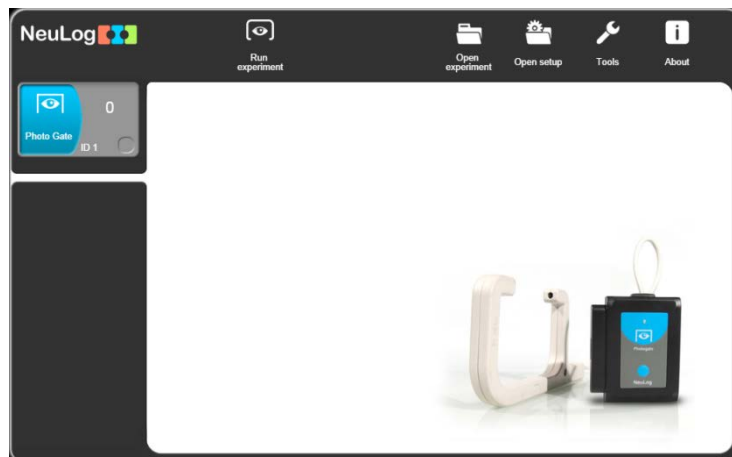 NeuLog
Run
experiment
Open
experiment
Open setup
Tools
About
Photo Gate
0
ID 1
Photogate
NeuLog